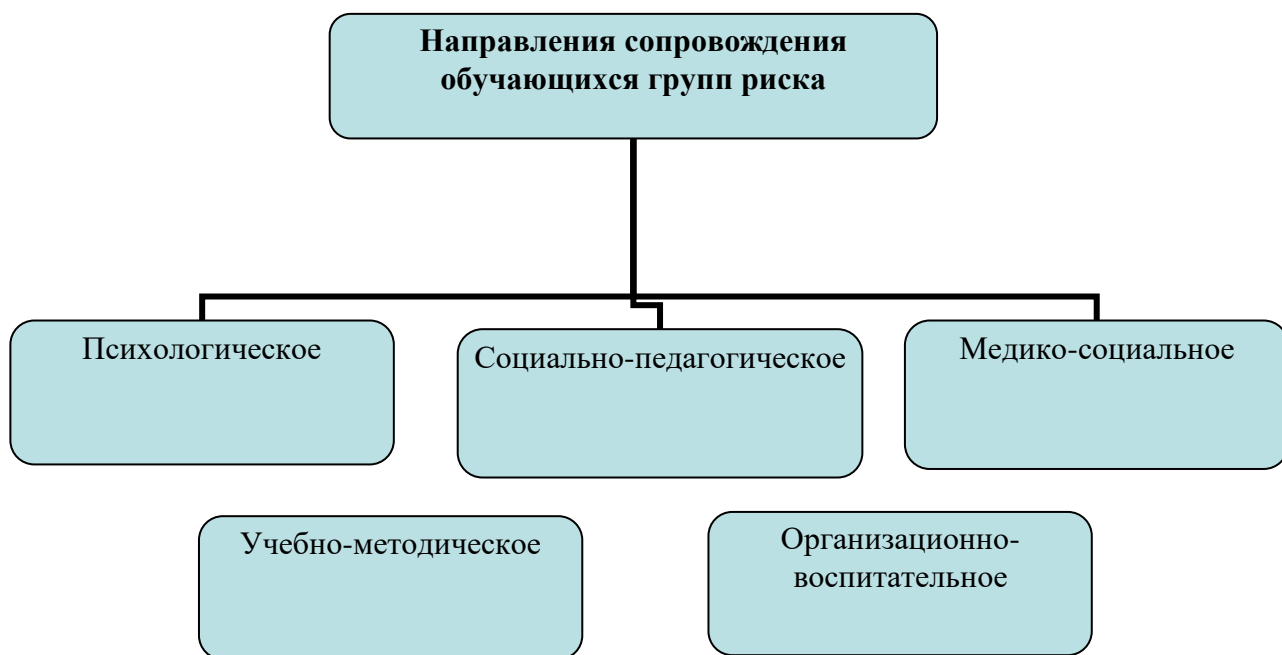 Направления сопровождения
обучающихся групп риска
Психологическое
Социально-педагогическое
Медико-социальное
Учебно-методическое
Организационно-
воспитательное